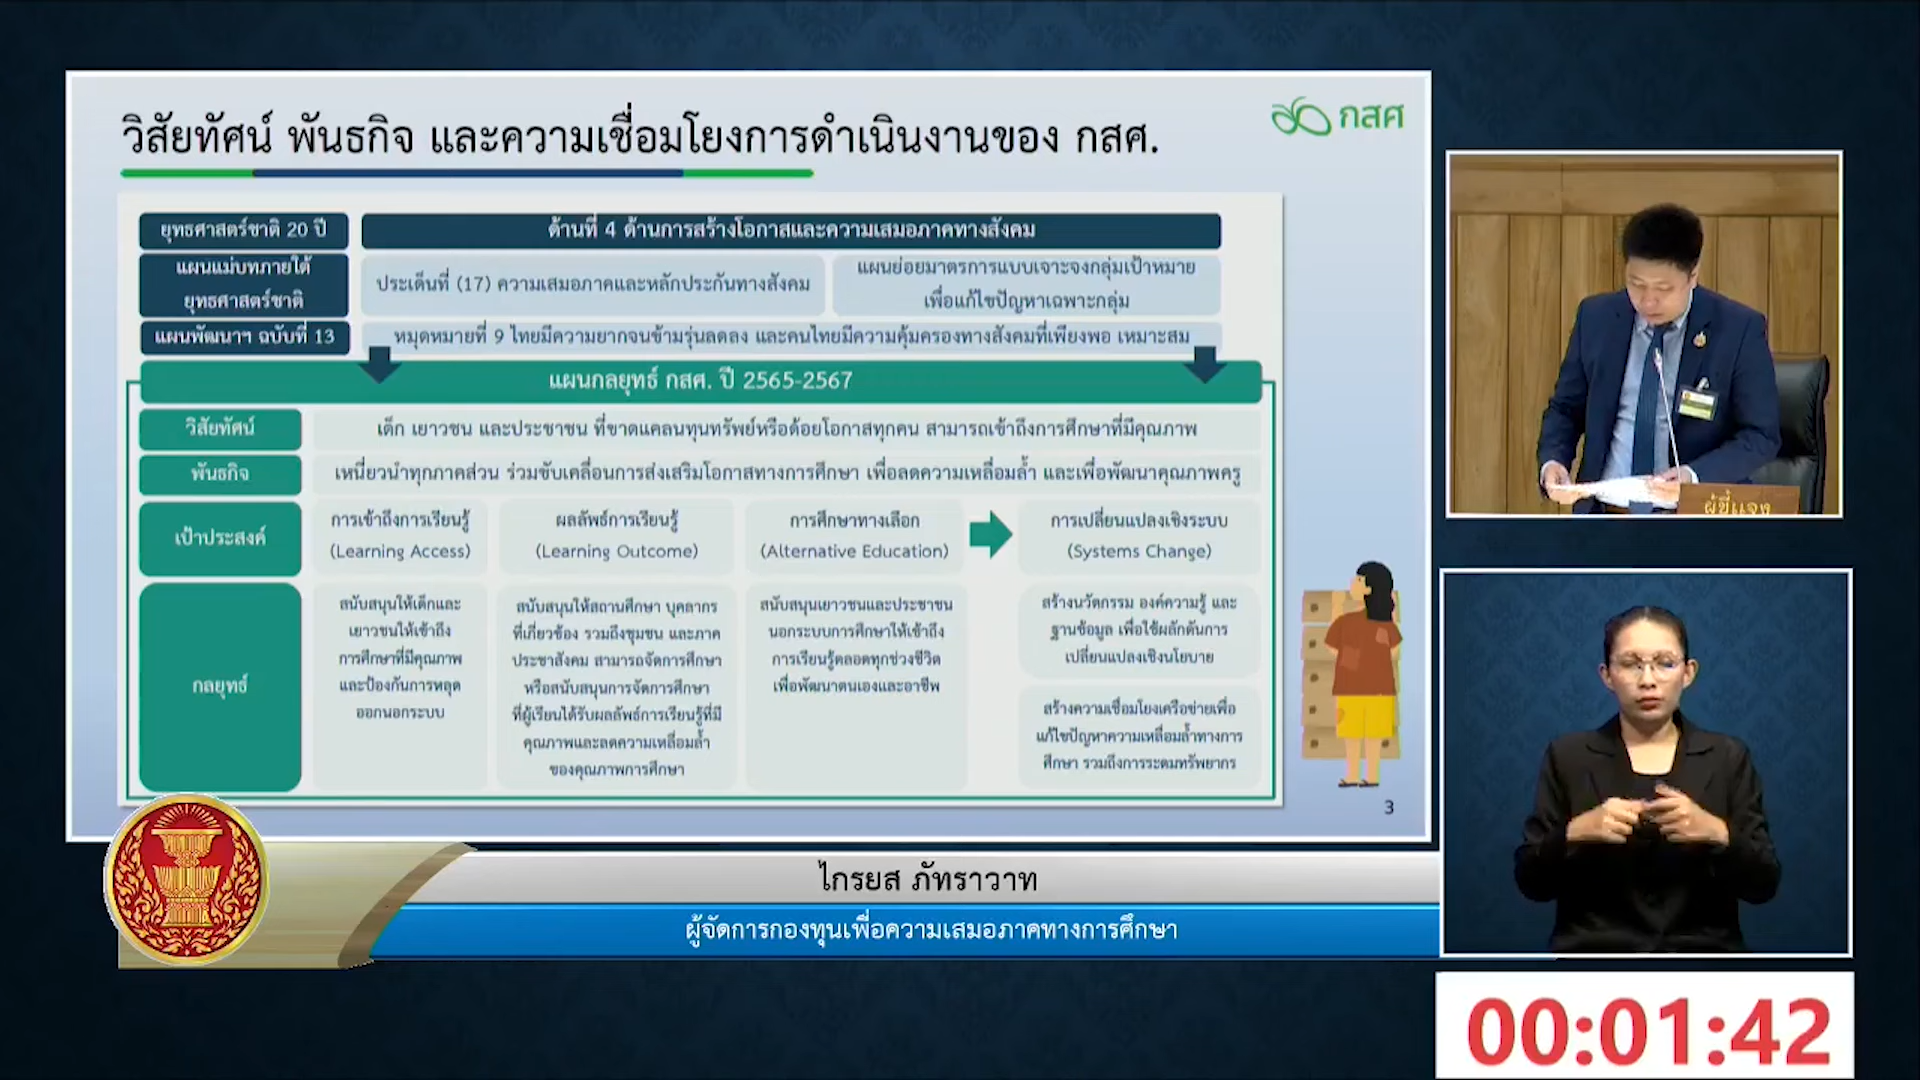 วิสัยทัศน์ พันธกิจ และความเชื่อมโยงการดำเนินงานของ กสศ.
กสศ
ยุทธศาสตร์ชาติ 20 ปี
ด้านที่ 4 ด้านการสร้างโอกาสและความเสมอภาคทางสังคม
แผนแม่บทภายใต้
ยุทธศาสตร์ชาติ
ประเด็นที่ (17) ความเสมอภาคและหลักประกันทางสังคม
แผนย่อยมาตรการแบบเจาะจงกลุ่มเป้าหมาย
เพื่อแก้ไขปัญหาเฉพาะกลุ่ม
แผนพัฒนาฯ ฉบับที่ 13
หมุดหมายที่ 9 ไทยมีความยากจนข้ามรุ่นลดลง และคนไทยมีความคุ้มครองทางสังคมที่เพียงพอ เหมาะสม
แผนกลยุทธ์ กสศ. ปี 2565-2567
วิสัยทัศน์
เด็ก เยาวชน และประชาชน ที่ขาดแคลนทุนทรัพย์หรือด้อยโอกาสทุกคน สามารถเข้าถึงการศึกษาที่มีคุณภาพ
พันธกิจ
เหนี่ยวนำทุกภาคส่วน ร่วมขับเคลื่อนการส่งเสริมโอกาสทางการศึกษา เพื่อลดความเหลื่อมล้ำ และเพื่อพัฒนาคุณภาพครู
เป้าประสงค์
การเข้าถึงการเรียนรู้
(Learning Access)
ผลลัพธ์การเรียนรู้
(Learning Outcome)
การศึกษาทางเลือก
(Alternative Education)
การเปลี่ยนแปลงเชิงระบบ
(Systems Change)
กลยุทธ์
สนับสนุนให้เด็กและ
เยาวชนให้เข้าถึง
การศึกษาที่มีคุณภาพ
และป้องกันการหลุด
ออกนอกระบบ
สนับสนุนให้สถานศึกษา บุคลากร
ที่เกี่ยวข้อง รวมถึงชุมชน และภาค
ประชาสังคม สามารถจัดการศึกษา
หรือสนับสนุนการจัดการศึกษา
ที่ผู้เรียนได้รับผลลัพธ์การเรียนรู้ที่มี
คุณภาพและลดความเหลื่อมล้ำ
ของคุณภาพการศึกษา
สนับสนุนเยาวชนและประชาชน
นอกระบบการศึกษาให้เข้าถึง
การเรียนรู้ตลอดทุกช่วงชีวิต
เพื่อพัฒนาตนเองและอาชีพ
สร้างนวัตกรรม องค์ความรู้ และ
ฐานข้อมูล เพื่อใช้ผลักดันการ
เปลี่ยนแปลงเชิงนโยบาย
สร้างความเชื่อมโยงเครือข่ายเพื่อ
แก้ไขปัญหาความเหลื่อมล้ำทางการ
ศึกษา รวมถึงการระดมทรัพยากร
3
ผู้ชี้แจง
ไกรยส ภัทราวาท
ผู้จัดการกองทุนเพื่อความเสมอภาคทางการศึกษา
00:01:42